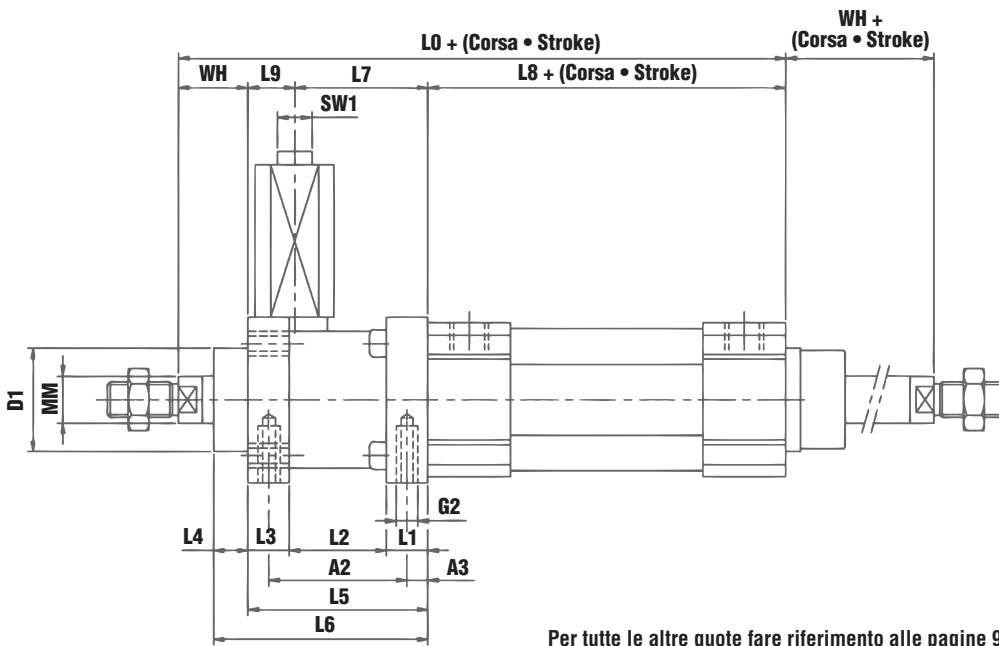 WH +
(Corsa • Stroke)
L0 + (Corsa • Stroke)
WH
L9
L7
L8 + (Corsa • Stroke)
SW1
D1
MM
G2
L4
L3
L2
L1
A2
A3
L5
L6
Per tutte le altre quote fare riferimento alle pagine 9